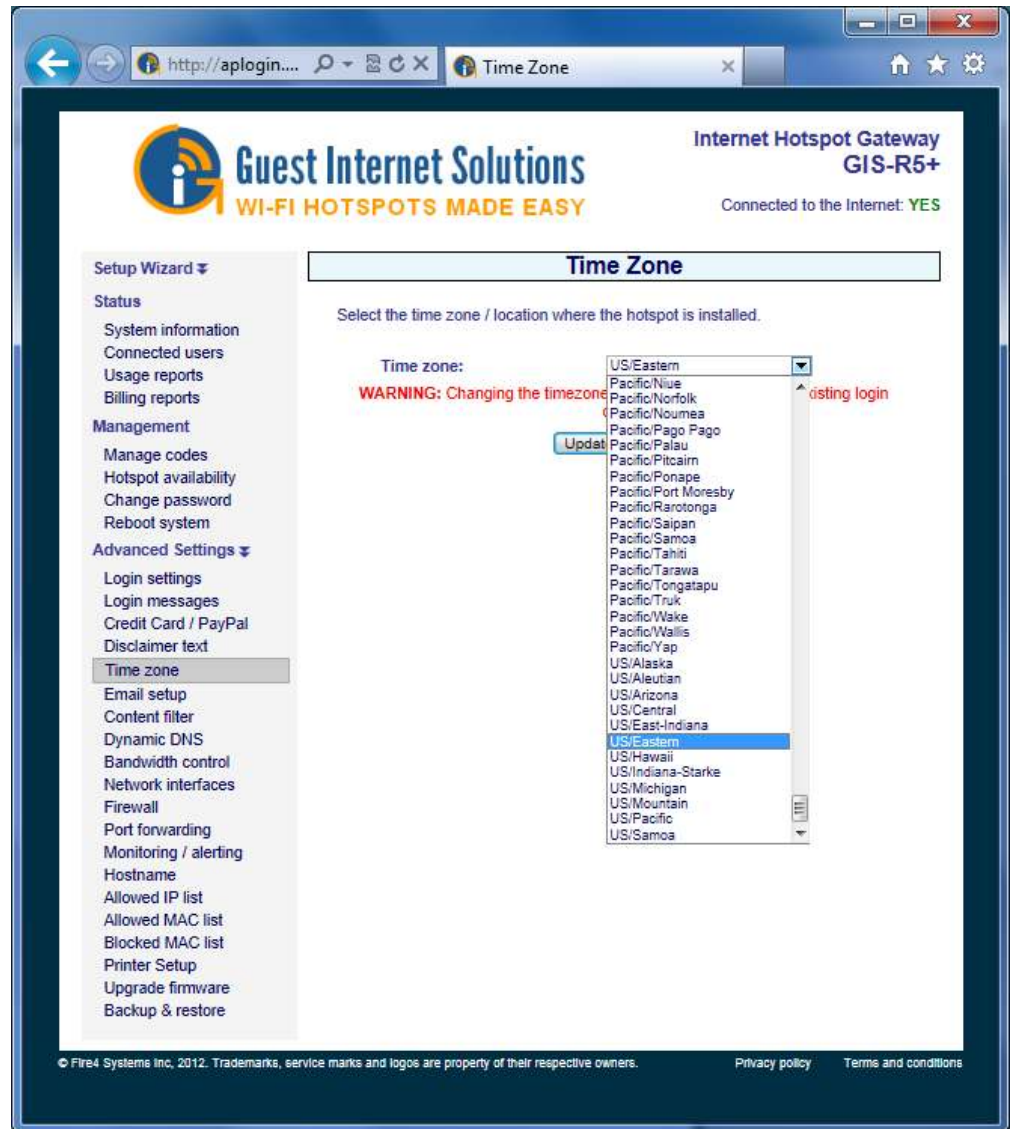 http://aplogin....
Time Zone
Guest Internet Solutions
WI-FI HOTSPOTS MADE EASY
Internet Hotspot Gateway
GIS-R5+
Connected to the Internet: YES
Setup Wizard
Status
System information
Connected users
Usage reports
Billing reports
Management
Manage codes
Hotspot availability
Change password
Reboot system
Advanced Settings
Login settings
Login messages
Credit Card / PayPal
Disclaimer text
Time zone
Email setup
Content filter
Dynamic DNS
Bandwidth control
Network interfaces
Firewall
Port forwarding
Monitoring / alerting
Hostname
Allowed IP list
Allowed MAC list
Blocked MAC list
Printer Setup
Upgrade firmware
Backup & restore
Time Zone
Select the time zone / location where the hotspot is installed.
Time zone: US/Eastern
WARNING: Changing the timezone login
Pacific/Niue
Pacific/Norfolk
Pacific/Noumea
Pacific/Pago Pago
Pacific/Palau
Pacific/Pitcairn
Pacific/Ponape
Pacific/Port Moresby
Pacific/Rarotonga
Pacific/Saipan
Pacific/Samoa
Pacific/Tahiti
Pacific/Tarawa
Pacific/Tongatapu
Pacific/Truk
Pacific/Wake
Pacific/Wallis
Pacific/Yap
US/Alaska
US/Aleutian
US/Arizona
US/Central
US/East-Indiana
US/Eastern
US/Hawaii
US/Indiana-Starke
US/Michigan
US/Mountain
US/Pacific
US/Samoa
© Fire4 Systems Inc, 2012. Trademarks, service marks and logos are property of their respective owners.
Privacy policy
Terms and conditions